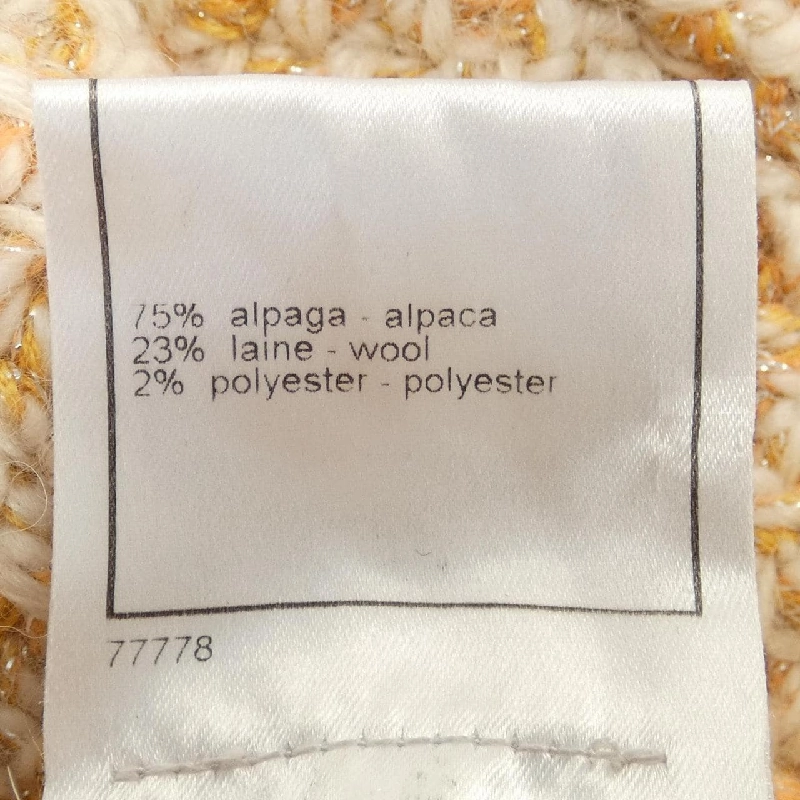 75% alpaga - alpaca
23% laine - wool
2% polyester - polyester
77778